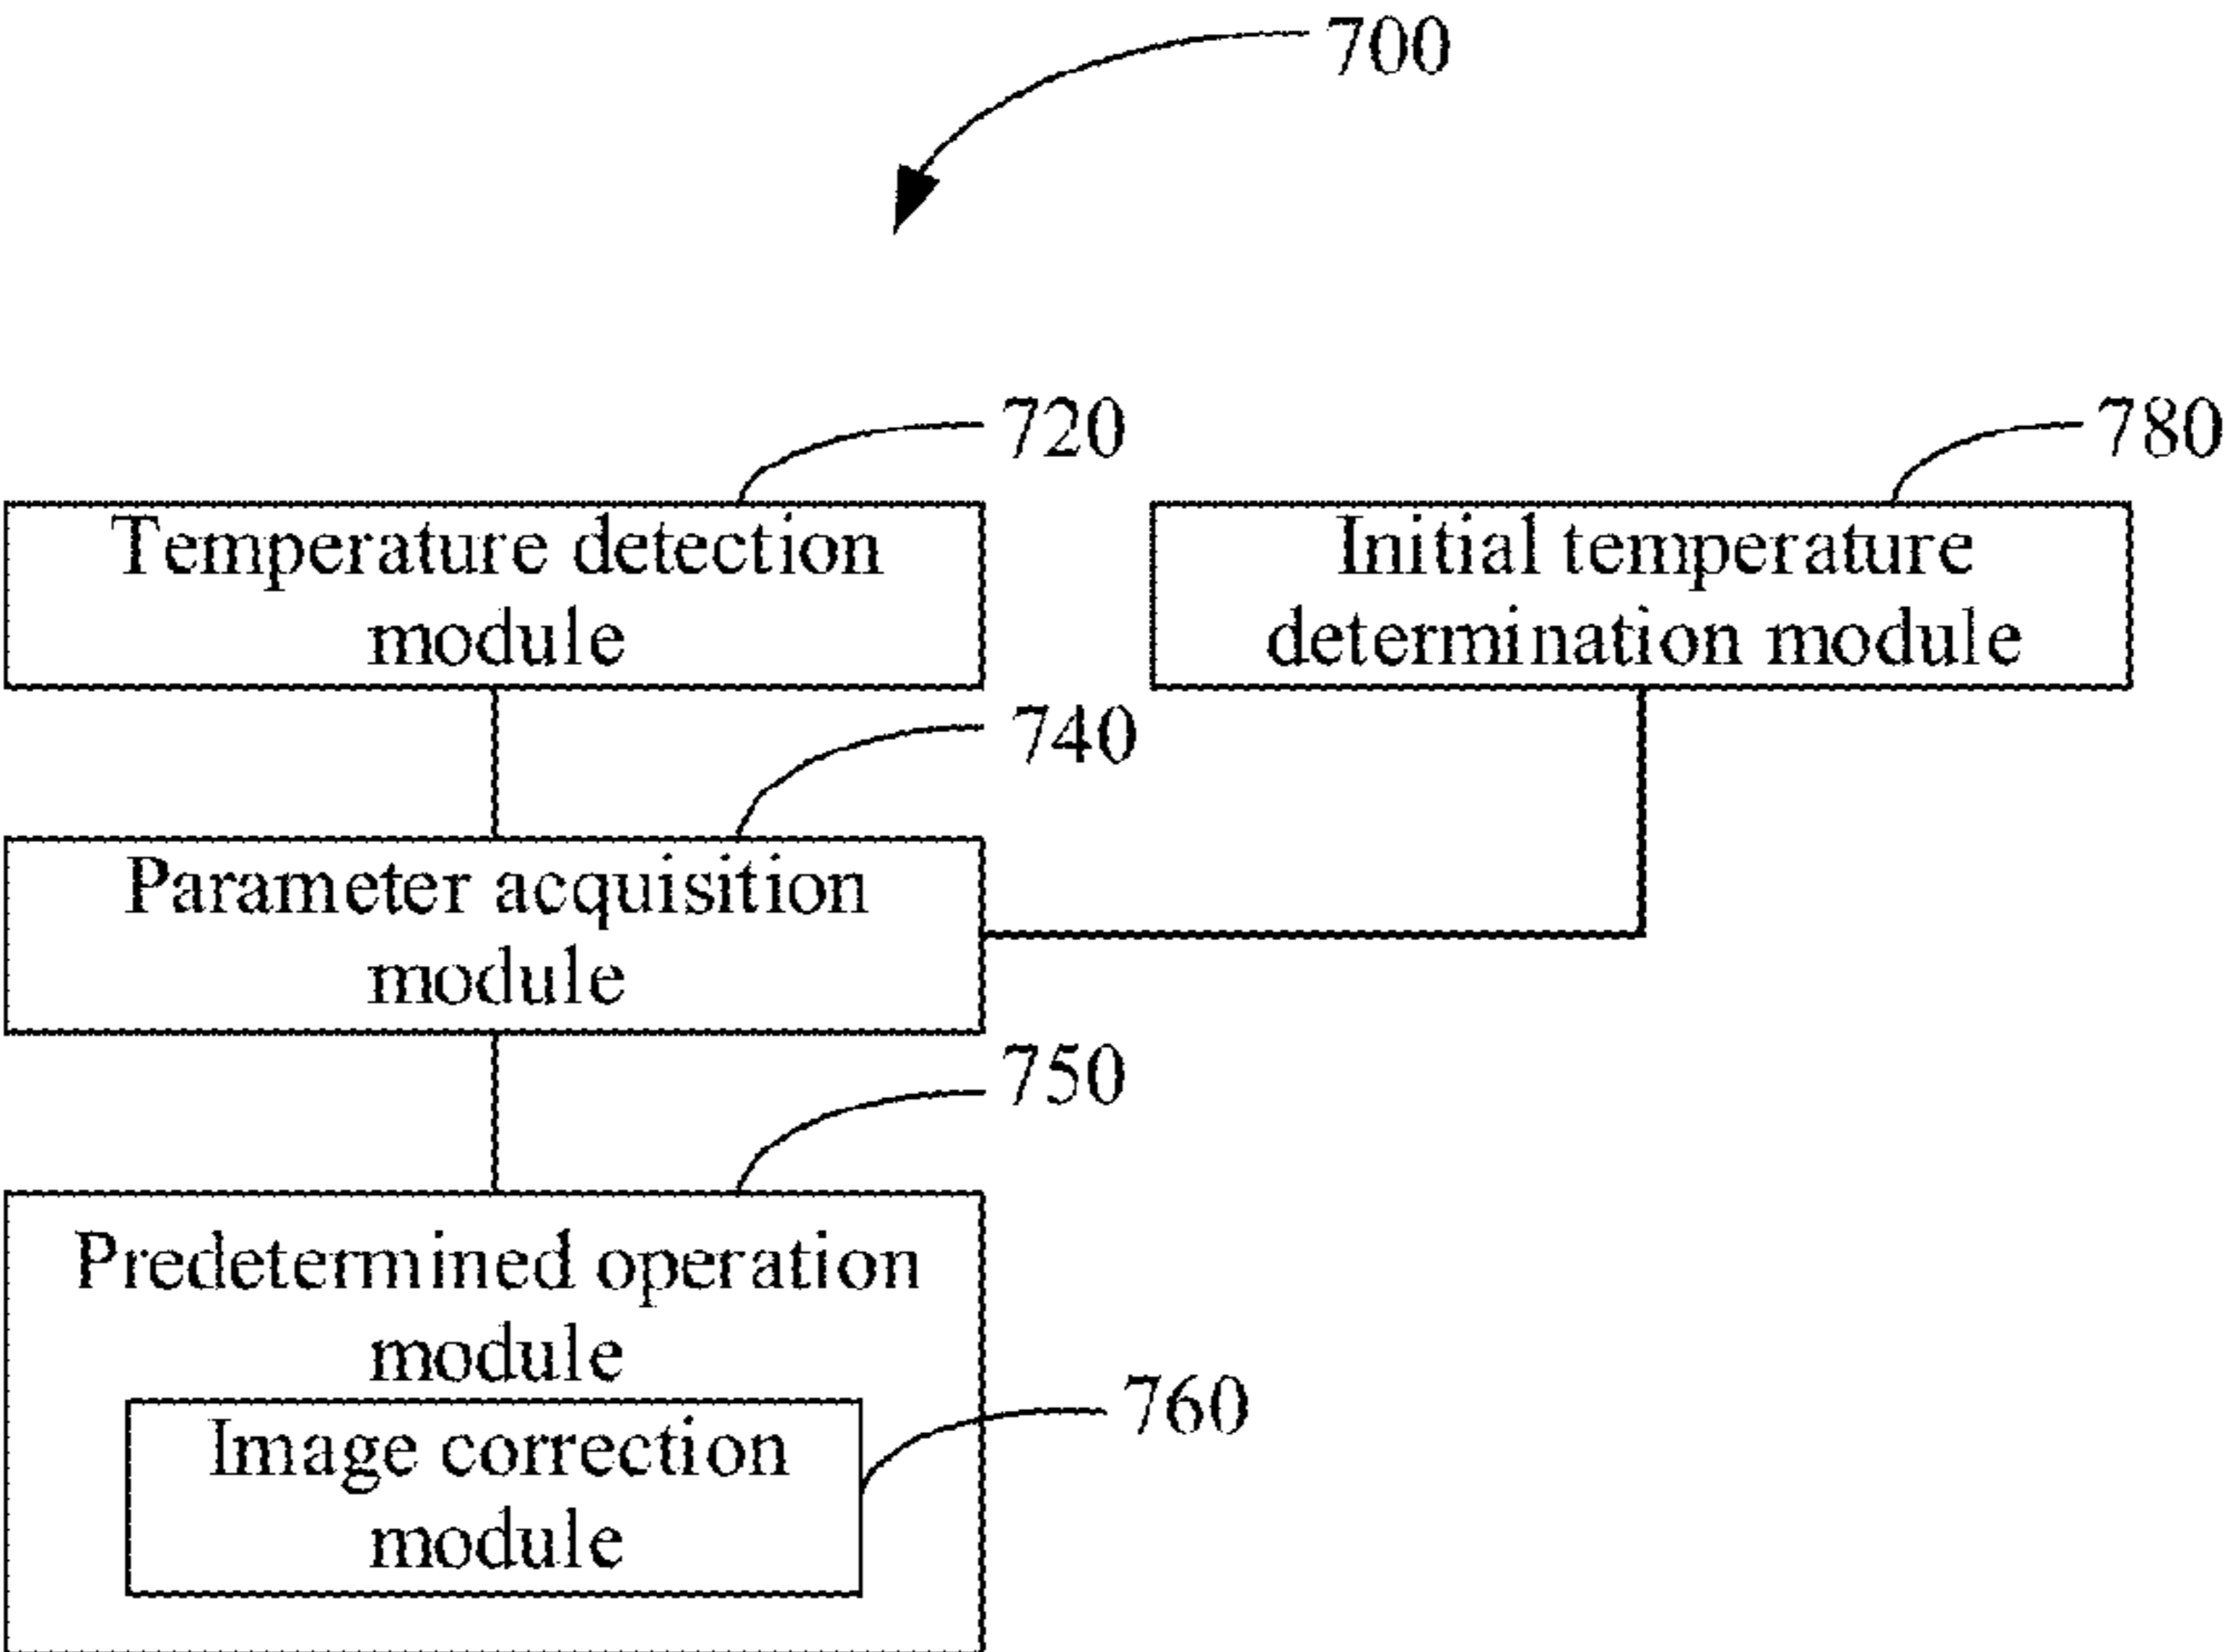 700
720
780
Temperature detection
module
Initial temperature
determination module
740
Parameter acquisition
module
750
Predetermined operation
module
760
Image correction
module